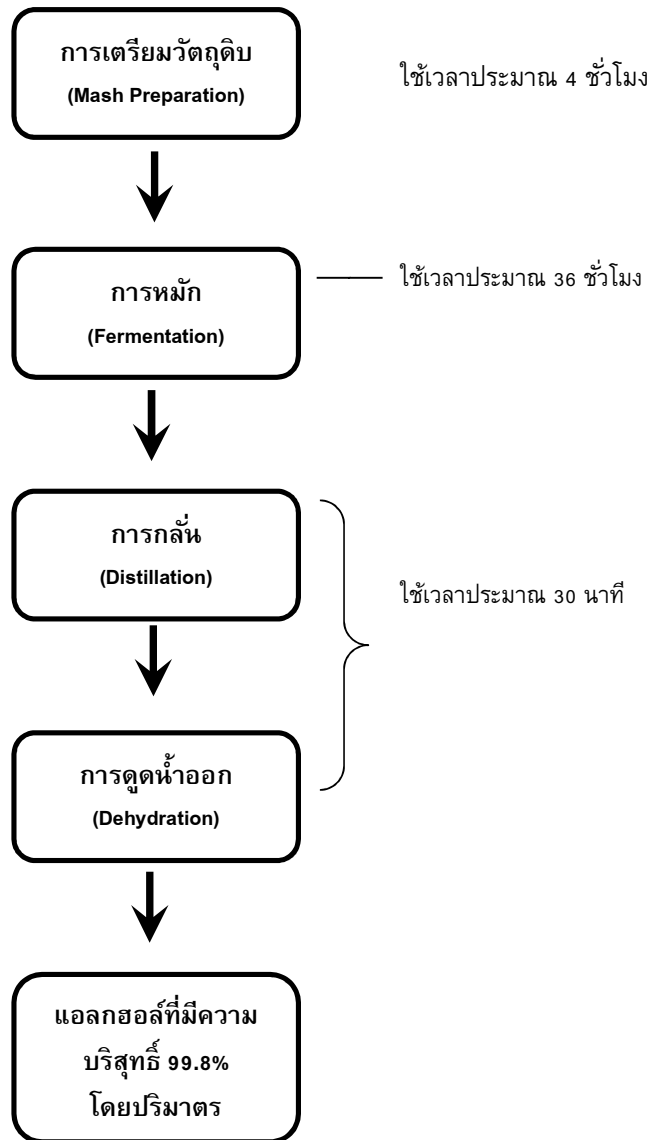 การเตรียมวัตถุดิบ
(Mash Preparation)
ใช้เวลาประมาณ 4 ชั่วโมง
การหมัก
(Fermentation)
ใช้เวลาประมาณ 36 ชั่วโมง
การกลั่น
(Distillation)
ใช้เวลาประมาณ 30 นาที
การดูดน้ำออก
(Dehydration)
แอลกฮอล์ที่มีความ
บริสุทธิ์ 99.8%
โดยปริมาตร